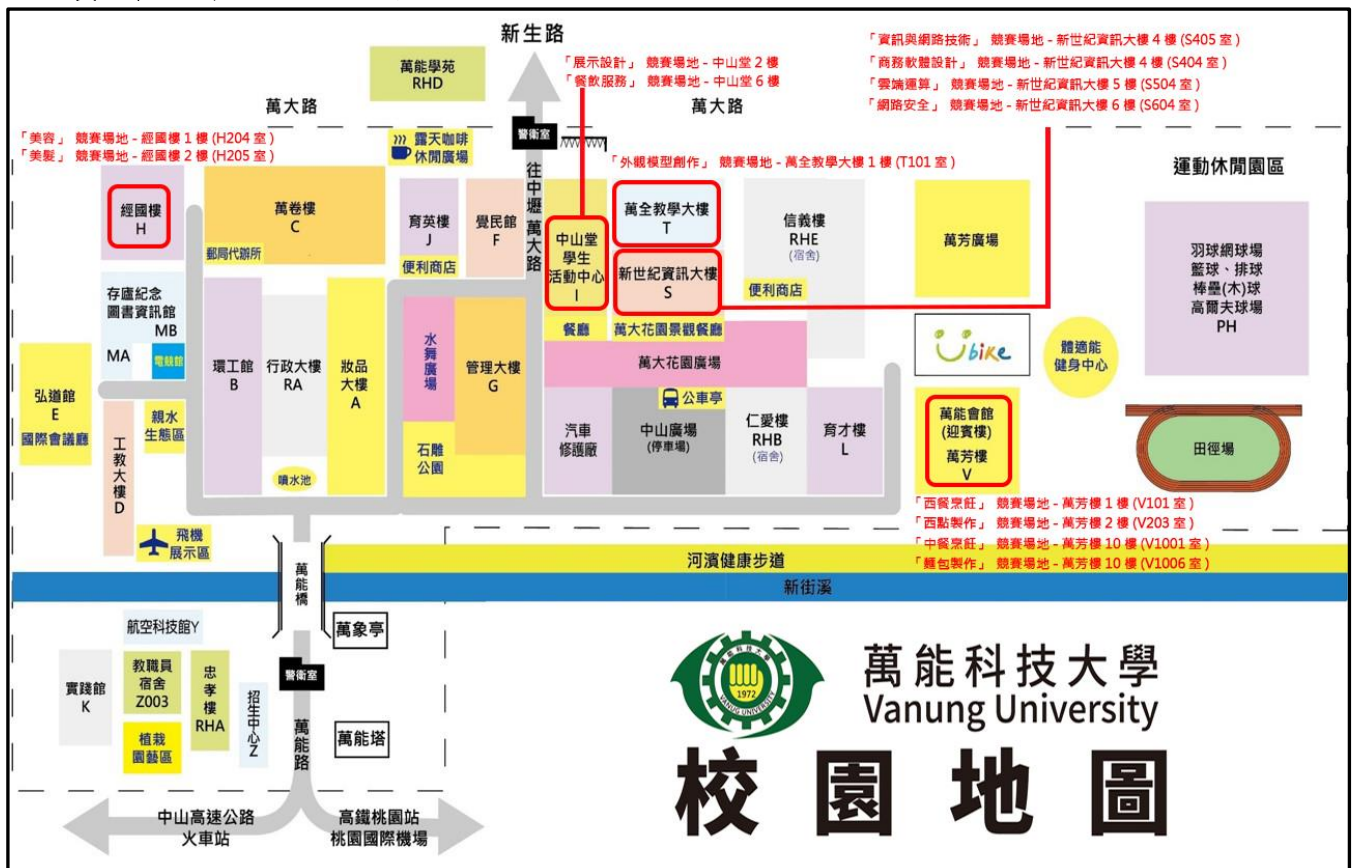 新生路
「展示設計」 競賽場地 - 中山堂 2 樓
「餐飲服務」 競賽場地 - 中山堂 6 樓
「資訊與網路技術」 競賽場地 - 新世紀資訊大樓 4 樓 (S405 室)
「商務軟體設計」 競賽場地 - 新世紀資訊大樓 4 樓 (S404 室)
「雲端運算」 競賽場地 - 新世紀資訊大樓 5 樓 (S504 室)
「網路安全」 競賽場地 - 新世紀資訊大樓 6 樓 (S604 室)
萬能學苑
RHD
萬大路
萬大路
「美容」 競賽場地 - 經國樓 1 樓 (H204 室)
「美髮」 競賽場地 - 經國樓 2 樓 (H205 室)
露天咖啡
休閒廣場
警衛室
往中壢 萬大路
「外觀模型創作」 競賽場地 - 萬全教學大樓 1 樓 (T101 室)
運動休閒園區
經國樓
H
萬卷樓
C
郵局代辦所
育英樓
J
便利商店
覺民館
F
中山堂
學生
活動中心
I
餐廳
萬全教學大樓
T
新世紀資訊大樓
S
萬大花園景觀餐廳
信義樓
RHE
(宿舍)
便利商店
萬芳廣場
羽球網球場
籃球、排球
棒壘(木)球
高爾夫球場
PH
存廬紀念
圖書資訊館
MB
MA
電競館
環工館
B
行政大樓
RA
妝品
大樓
A
水舞廣場
管理大樓
G
萬大花園廣場
Ubike
體適能
健身中心
弘道館
E
國際會議廳
工教大樓D
親水
生態區
噴水池
石雕
公園
汽車
修護廠
公車亭
中山廣場
(停車場)
仁愛樓
RHB
(宿舍)
育才樓
L
萬能會館
(迎賓樓)
萬芳樓
V
田徑場
飛機
展示區
「西餐烹飪」 競賽場地 - 萬芳樓 1 樓 (V101 室)
「西點製作」 競賽場地 - 萬芳樓 2 樓 (V203 室)
「中餐烹飪」 競賽場地 - 萬芳樓 10 樓 (V1001 室)
「麵包製作」 競賽場地 - 萬芳樓 10 樓 (V1006 室)
萬能橋
河濱健康步道
新街溪
航空科技館Y
萬象亭
實踐館
K
教職員
宿舍
Z003
植栽
園藝區
忠孝樓
RHA
招生中心Z
警衛室
萬能路
萬能塔
中山高速公路
火車站
高鐵桃園站
桃園國際機場
萬能科技大學
VANUNG UNIVERSITY
1972
萬能科技大學
Vanung University
校園地圖